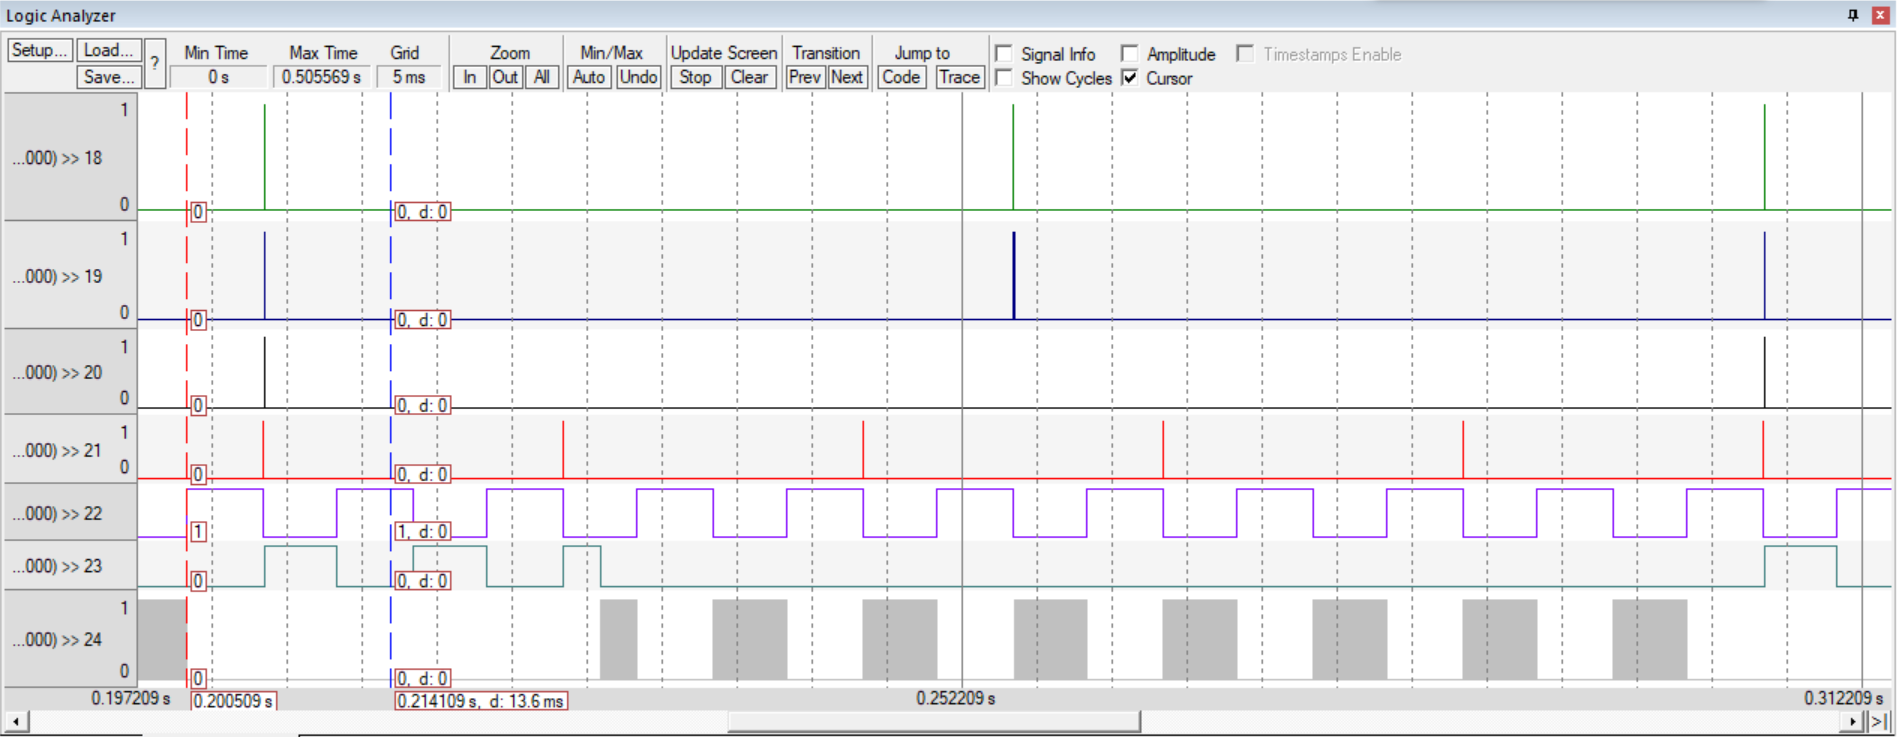 Logic Analyzer
Setup... Load... ? Min Time Max Time Grid Zoom Min/Max Update Screen Transition Jump to Signal Info Amplitude Timestamps Enable
Save... 0 s 0.505569 s 5 ms In Out All Auto Undo Stop Clear Prev Next Code Trace Show Cycles Cursor
1
...000) >> 18
0 0 0, d: 0
1
...000) >> 19
0 0 0, d: 0
1
...000) >> 20
0 0 0, d: 0
1
...000) >> 21
0 0 0, d: 0
...000) >> 22
1 1, d: 0
...000) >> 23
0 0, d: 0
1
...000) >> 24
0 0 0, d: 0
0.197209 s 0.200509 s 0.214109 s, d: 13.6 ms 0.252209 s 0.312209 s
>|